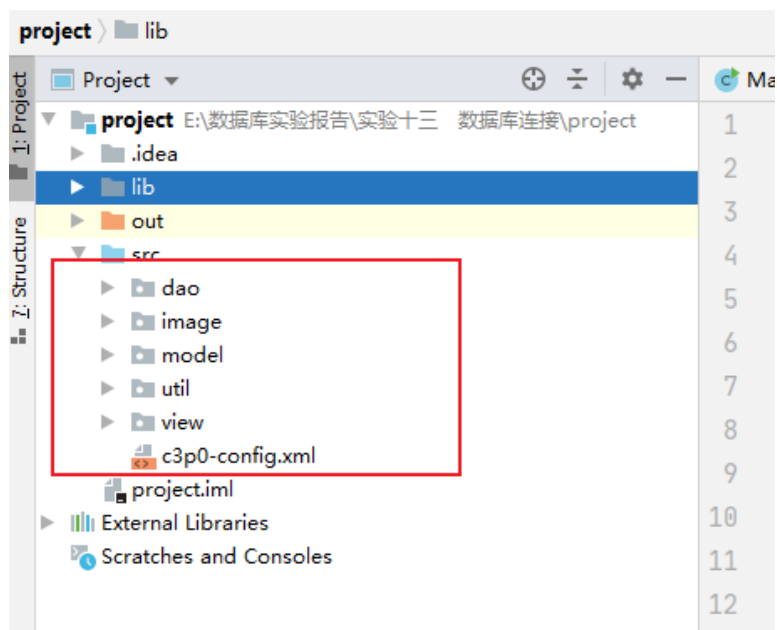 project 〉 lib
1: Project
Project
Ma
project E:\数据库实验报告\实验十三 数据库连接\project
1
.idea
2
lib
3
out
src
4
dao
5
image
6
model
7
util
8
view
c3p0-config.xml
9
project.iml
10
External Libraries
11
Scratches and Consoles
12
7: Structure